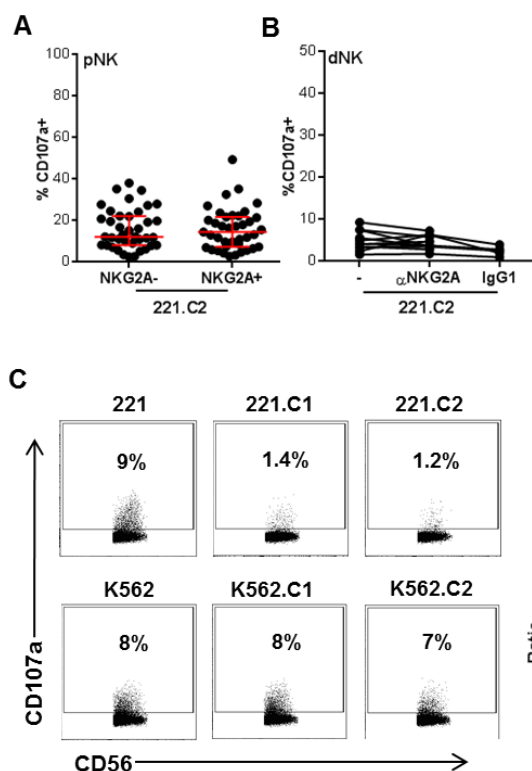 A
pNK
100
80
60
40
20
0
% CD107a+
NKG2A- NKG2A+
221.C2
B
dNK
50
40
30
20
10
0
%CD107a+
- αNKG2A IgG1
221.C2
C
221 221.C1 221.C2
9% 1.4% 1.2%
K562 K562.C1 K562.C2
8% 8% 7%
CD107a
CD56